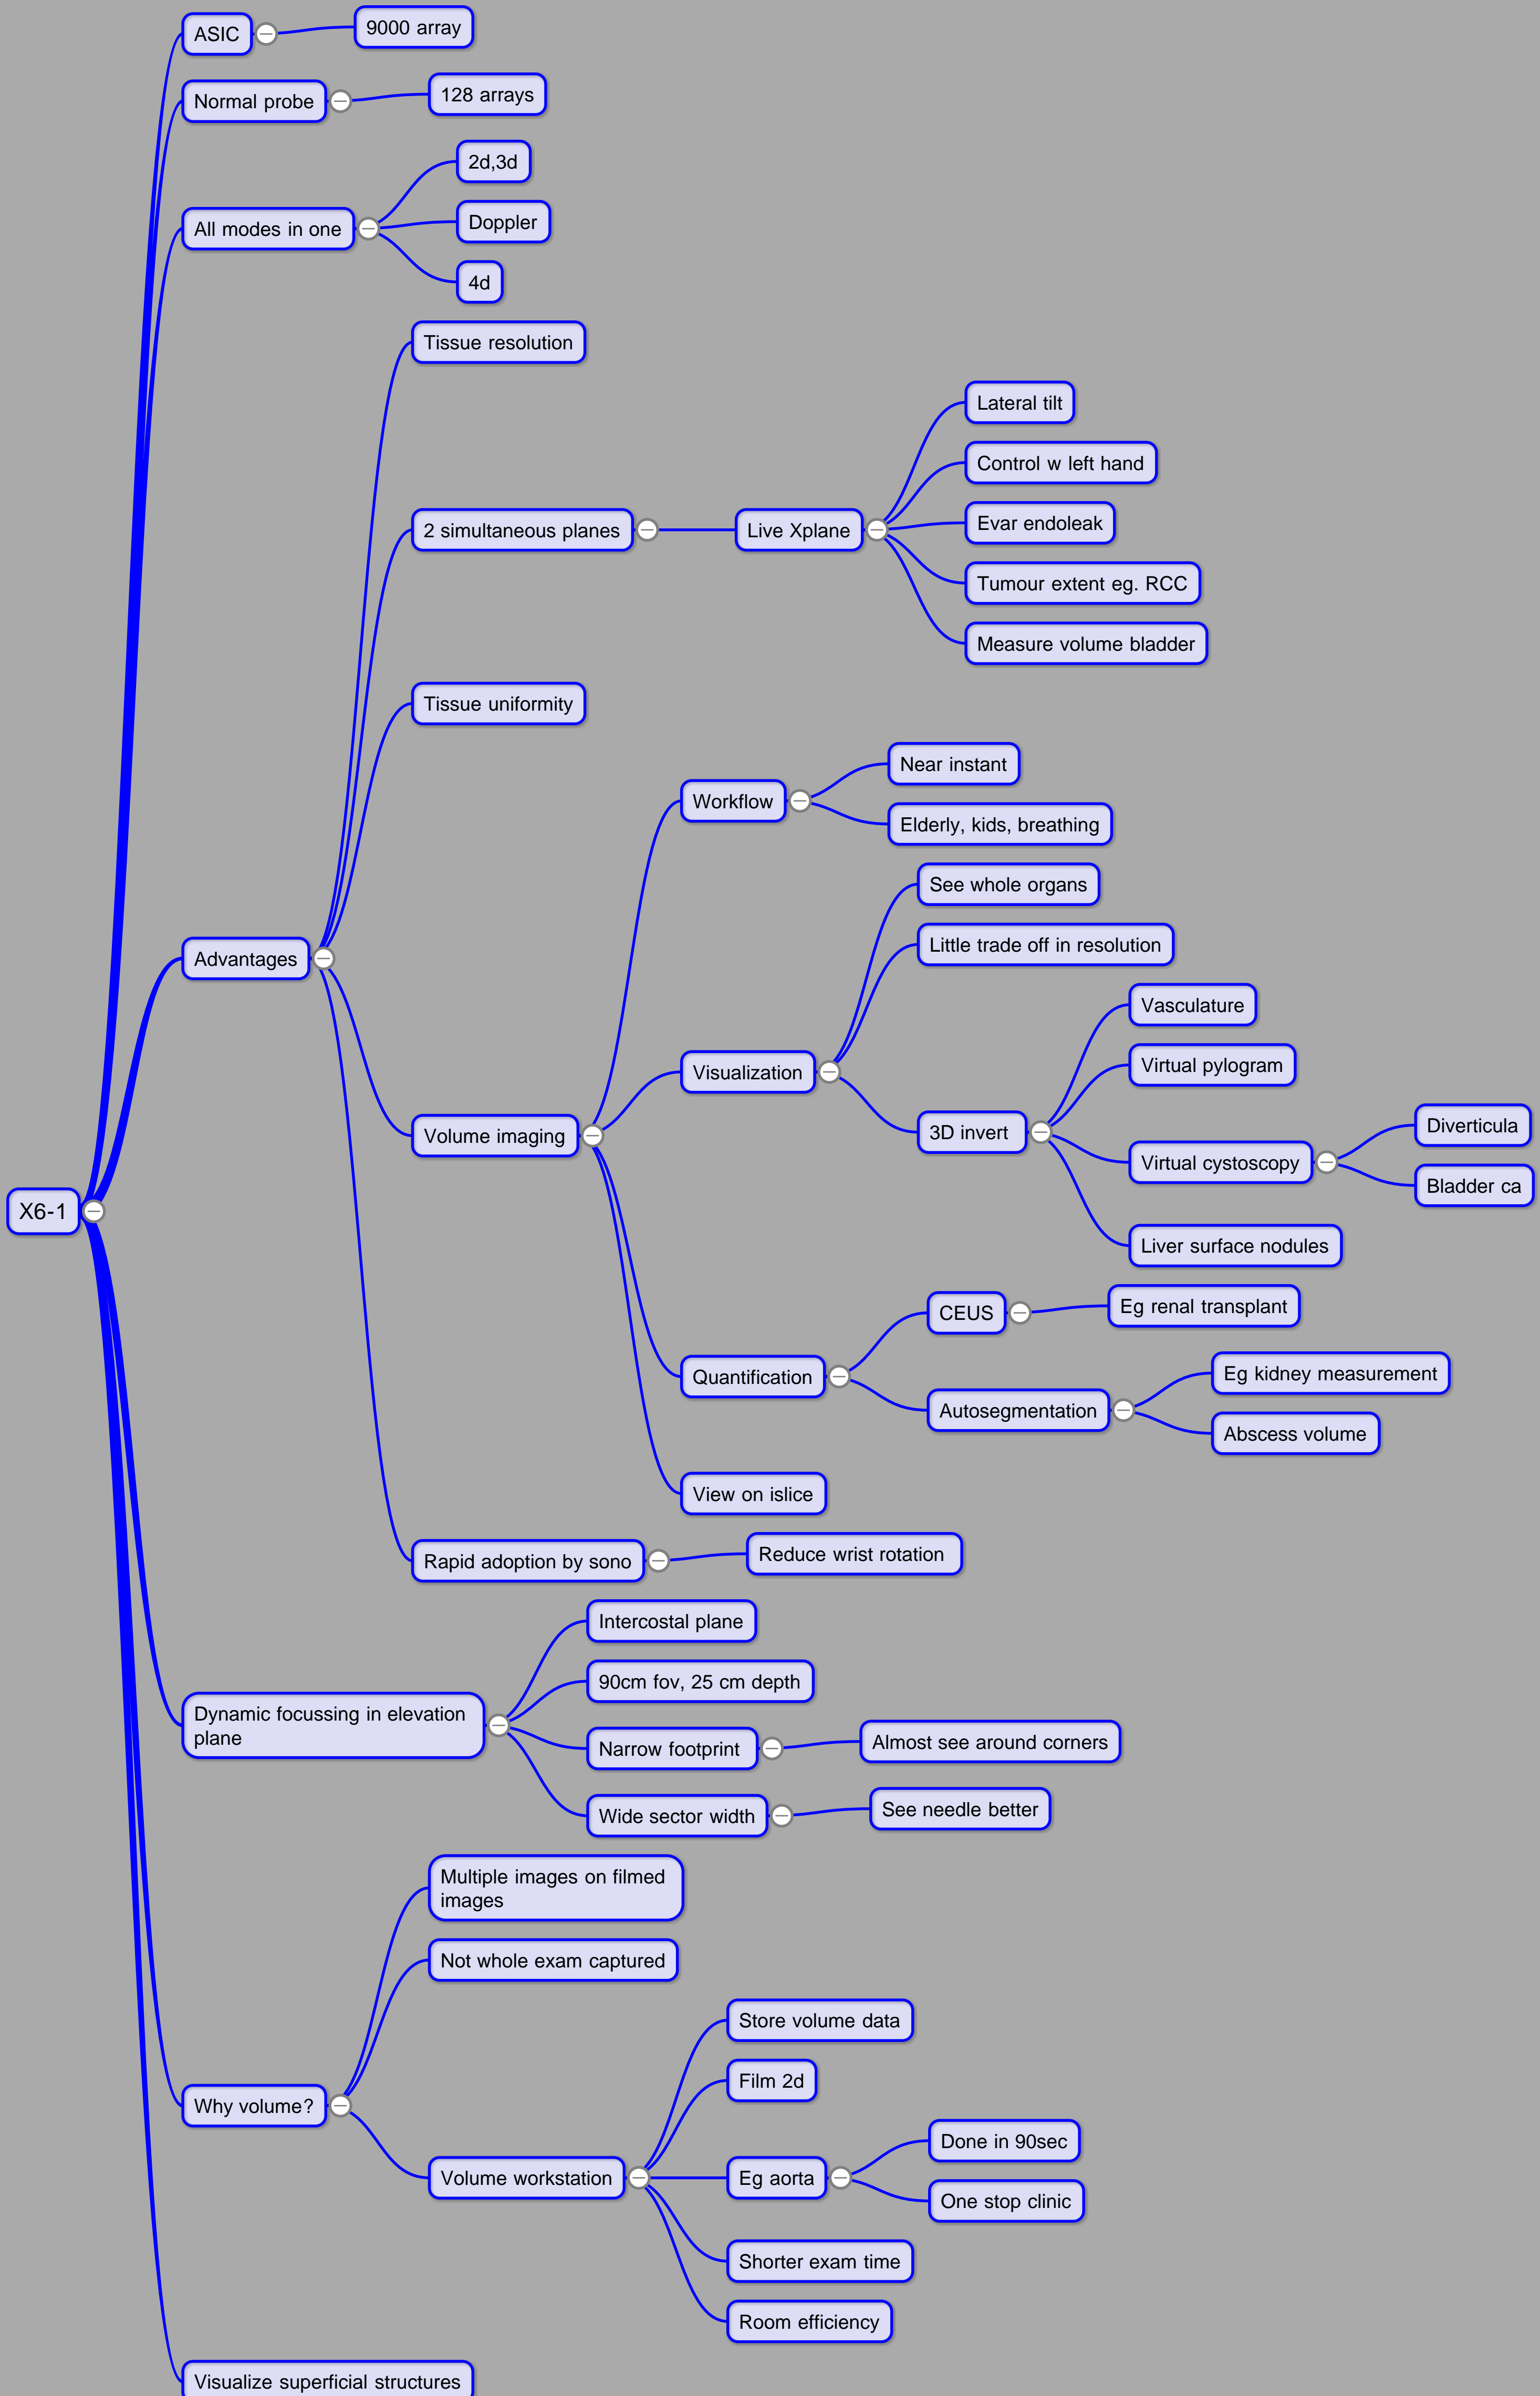 X6-1
ASIC
9000 array
Normal probe
128 arrays
All modes in one
2d,3d
Doppler
4d
Advantages
Tissue resolution
2 simultaneous planes
Live Xplane
Lateral tilt
Control w left hand
Evar endoleak
Tumour extent eg. RCC
Measure volume bladder
Tissue uniformity
Volume imaging
Workflow
Near instant
Elderly, kids, breathing
Visualization
See whole organs
Little trade off in resolution
3D invert
Vasculature
Virtual pylogram
Virtual cystoscopy
Diverticula
Bladder ca
Liver surface nodules
Quantification
CEUS
Eg renal transplant
Autosegmentation
Eg kidney measurement
Abscess volume
View on islice
Rapid adoption by sono
Reduce wrist rotation
Dynamic focussing in elevation
plane
Intercostal plane
90cm fov, 25 cm depth
Narrow footprint
Almost see around corners
Wide sector width
See needle better
Why volume?
Multiple images on filmed
images
Not whole exam captured
Volume workstation
Store volume data
Film 2d
Eg aorta
Done in 90sec
One stop clinic
Shorter exam time
Room efficiency
Visualize superficial structures